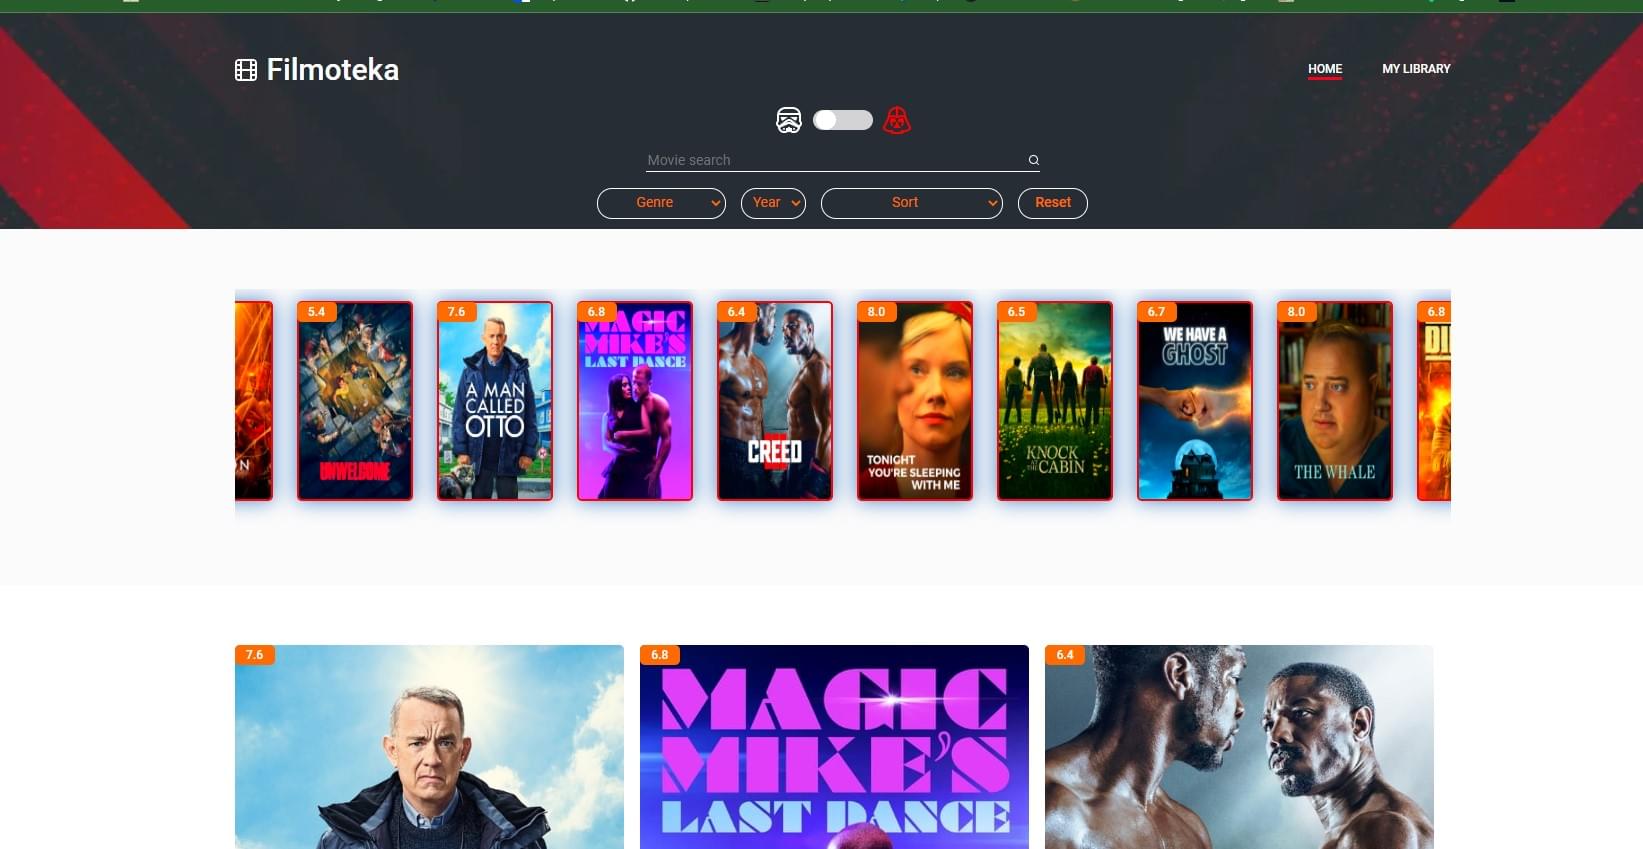 Filmoteka
HOME
MY LIBRARY
Movie search
Genre
Year
Sort
Reset
N
5.4
UNWELCOME
7.6
A MAN
CALLED
OTTO
6.8
MAGIC
MIKE'S
LAST DANCE
6.4
CREED
8.0
TONIGHT
YOU'RE SLEEPING
WITH ME
6.5
KNOCK
AT THE CABIN
6.7
WE HAVE A
GHOST
8.0
THE WHALE
6.8
DI
7.6
6.8
MAGIC
MIKE'S
LAST DANCE
6.4